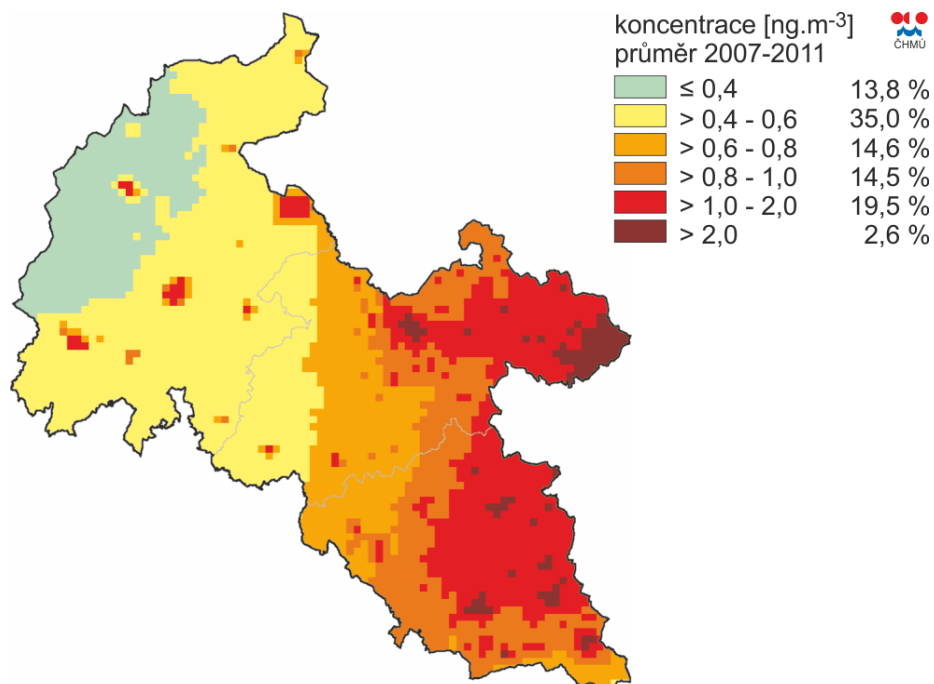 koncentrace [ng.m-3]
průměr 2007-2011
ČHMÚ
≤ 0,4 13,8 %
> 0,4 - 0,6 35,0 %
> 0,6 - 0,8 14,6 %
> 0,8 - 1,0 14,5 %
> 1,0 - 2,0 19,5 %
> 2,0 2,6 %